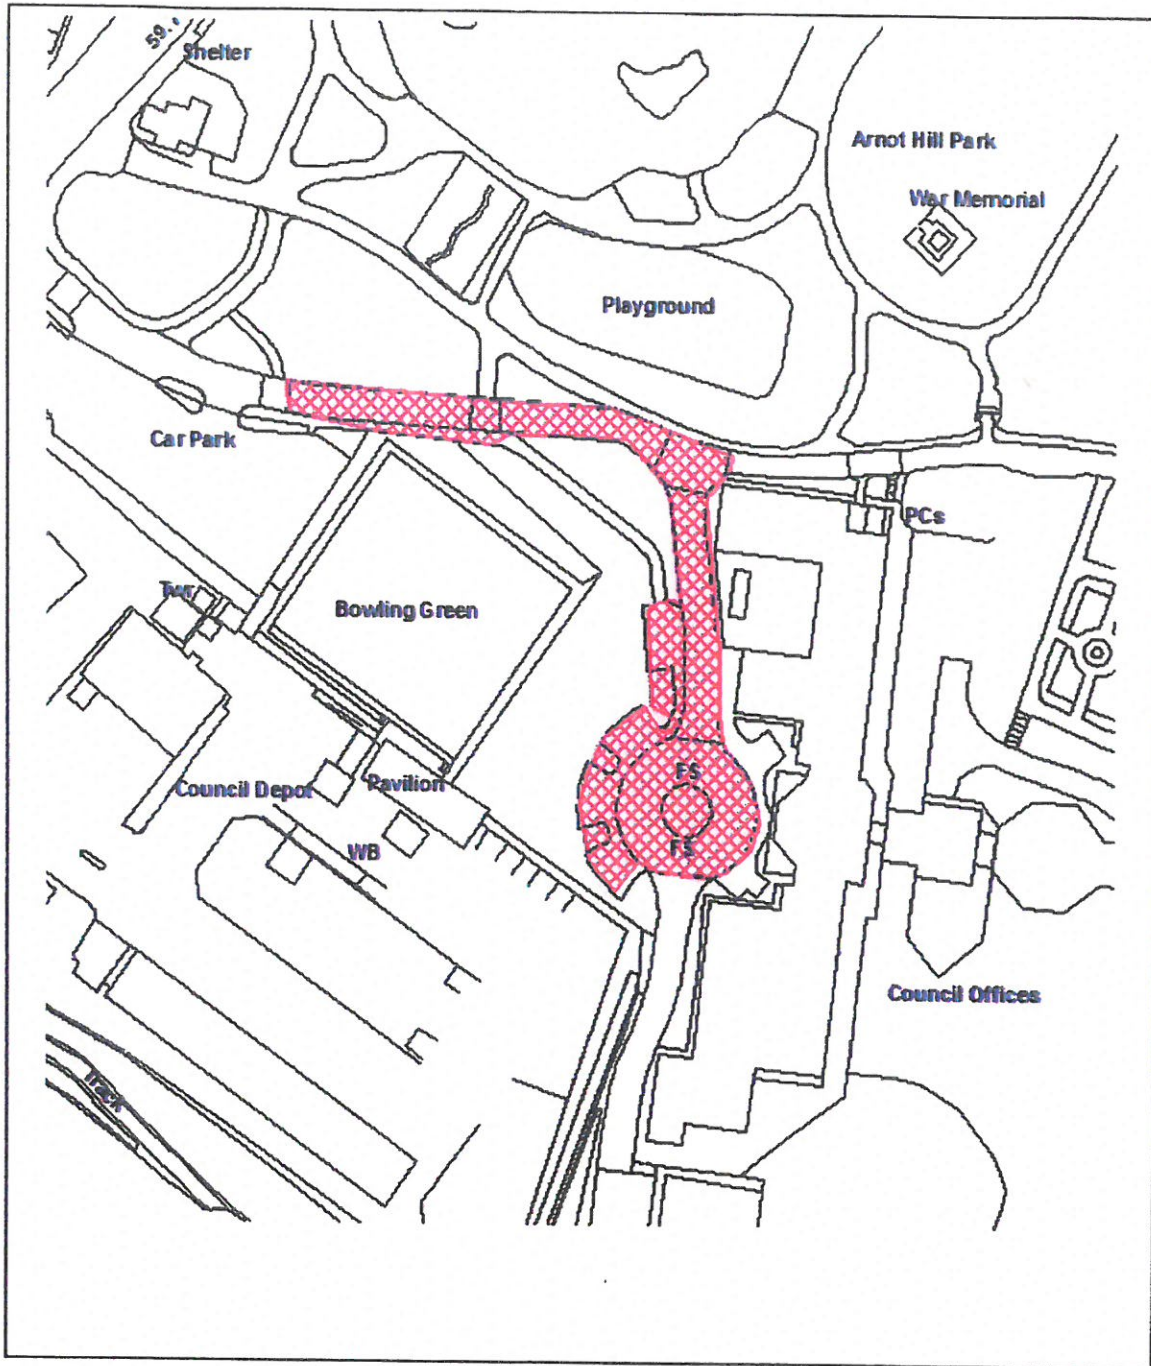 59.
Shelter
Arnot Hill Park
War Memorial
Playground
Car Park
PCs
Twr
Bowling Green
FS
Council Depot
Pavilion
FS
WB
Council Offices
Track